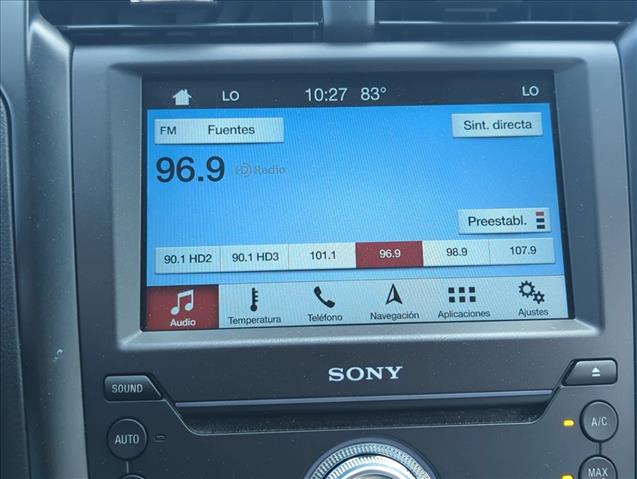 LO 10:27 83° LO
FM Fuentes Sint. directa
96.9 HD Radio
Preestabl.
90.1 HD2 90.1 HD3 101.1 96.9 98.9 107.9
Audio Temperatura Teléfono Navegación Aplicaciones Ajustes
SONY
SOUND
AUTO A/C
MAX